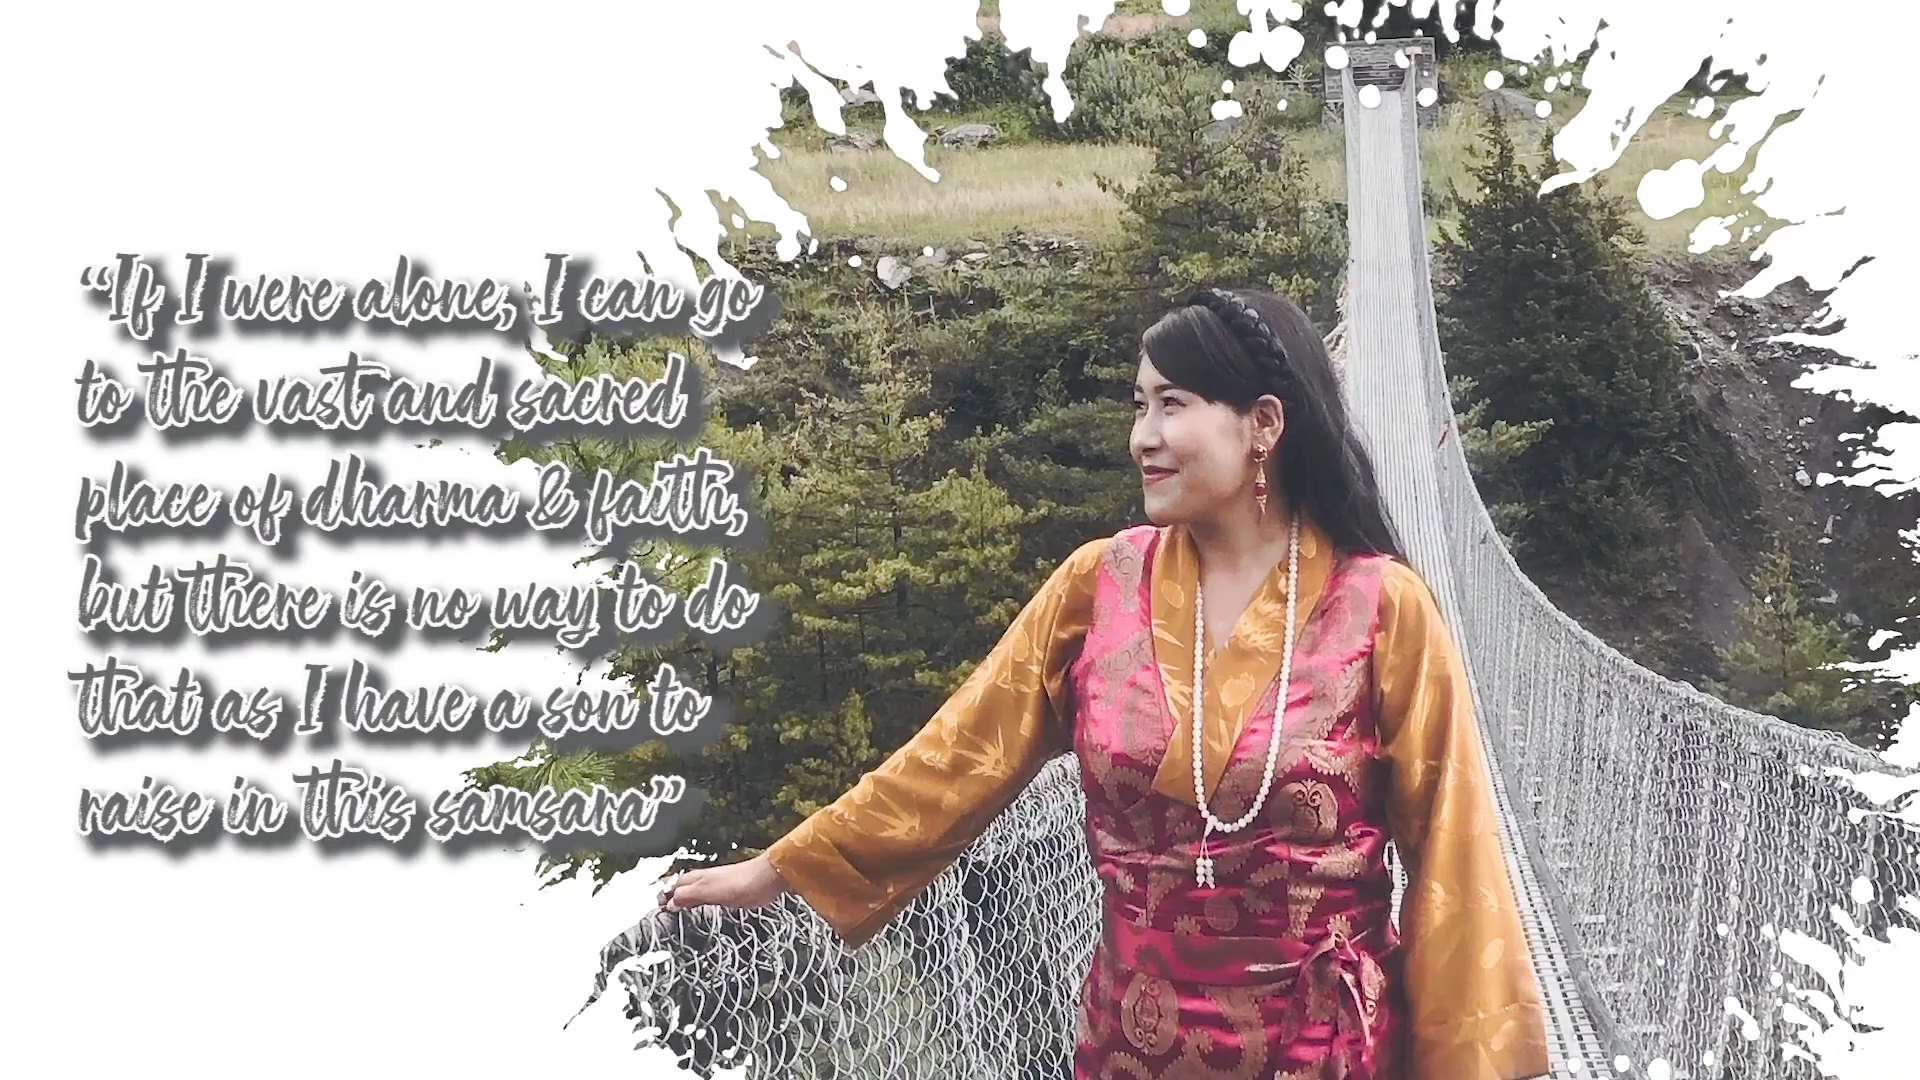 “If I were alone, I can go
to the vast and sacred
place of dharma & faith,
but there is no way to do
that as I have a son to
raise in this samsara”